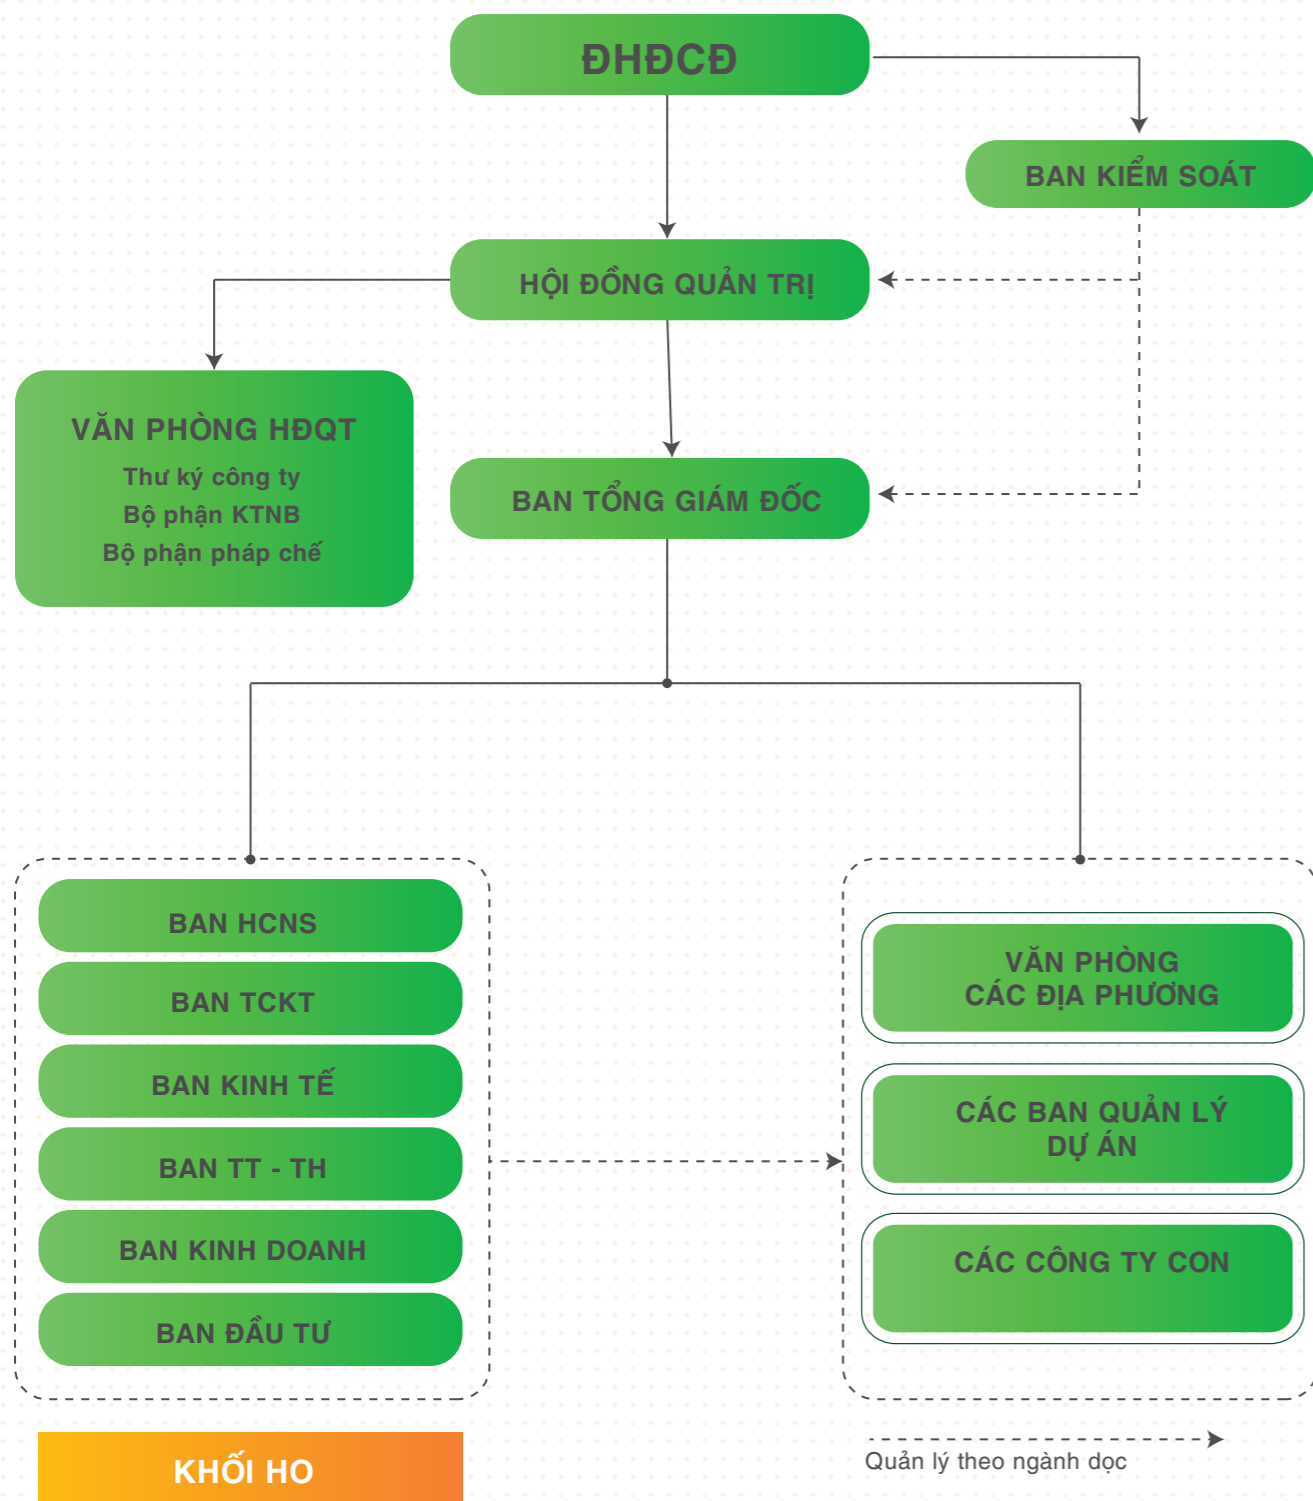 ĐHĐCĐ
BAN KIỂM SOÁT
HỘI ĐỒNG QUẢN TRỊ
VĂN PHÒNG HĐQT
Thư ký công ty
Bộ phận KTNB
Bộ phận pháp chế
BAN TỔNG GIÁM ĐỐC
BAN HCNS
BAN TCKT
BAN KINH TẾ
BAN TT - TH
BAN KINH DOANH
BAN ĐẦU TƯ
VĂN PHÒNG
CÁC ĐỊA PHƯƠNG
CÁC BAN QUẢN LÝ
DỰ ÁN
CÁC CÔNG TY CON
KHỐI HO
Quản lý theo ngành dọc